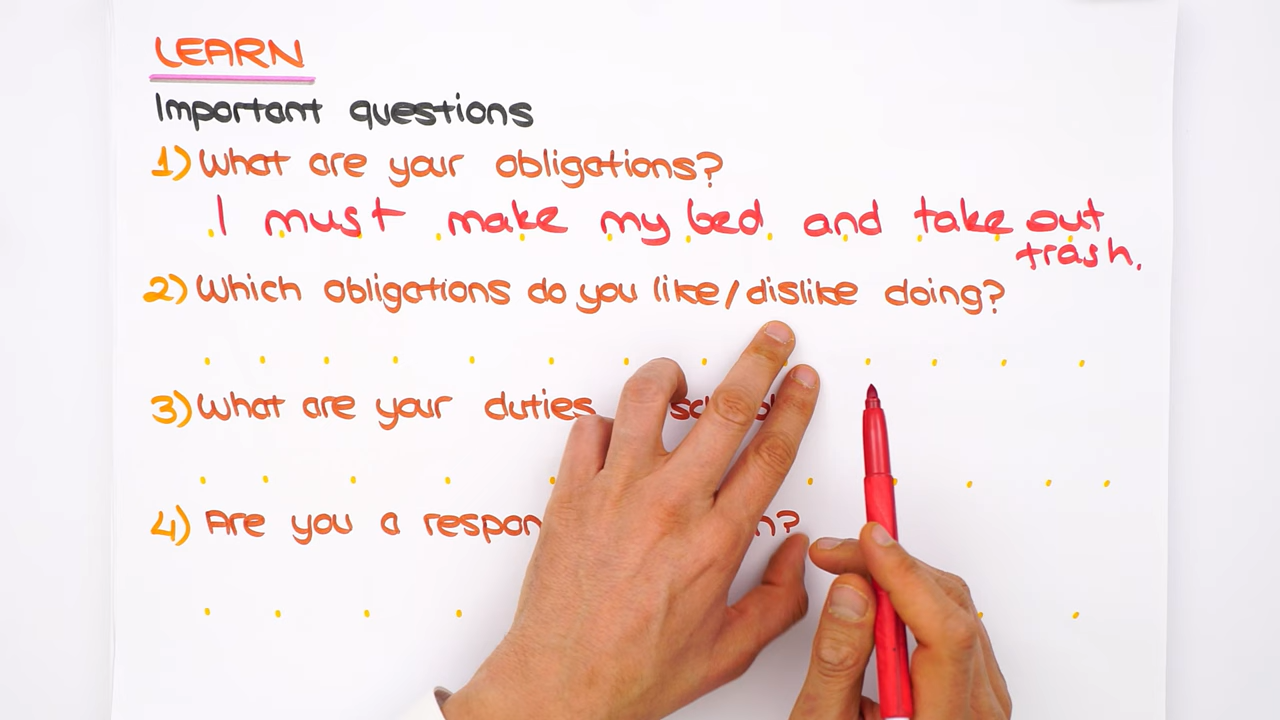 LEARN
Important questions
1) What are your obligations?
I must make my bed and take out
trash.
2) Which obligations do you like/dislike doing?
3) What are your duties
4) Are you a